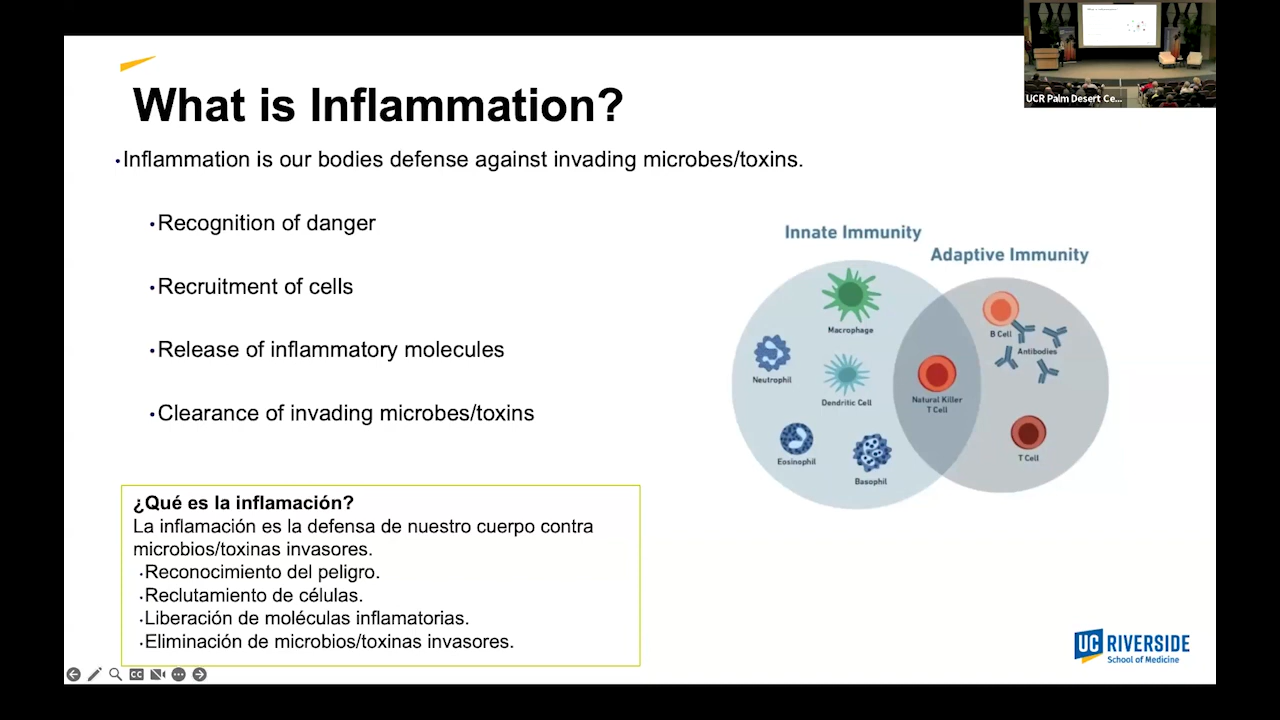 UCR Palm Desert Ce...
What is Inflammation?
•Inflammation is our bodies defense against invading microbes/toxins.
•Recognition of danger
•Recruitment of cells
•Release of inflammatory molecules
•Clearance of invading microbes/toxins
Innate Immunity
Adaptive Immunity
Macrophage
Neutrophil
Dendritic Cell
Eosinophil
Basophil
Natural Killer
T Cell
B Cell
Antibodies
T Cell
¿Qué es la inflamación?
La inflamación es la defensa de nuestro cuerpo contra
microbios/toxinas invasores.
•Reconocimiento del peligro.
•Reclutamiento de células.
•Liberación de moléculas inflamatorias.
•Eliminación de microbios/toxinas invasores.
CC
UC RIVERSIDE
School of Medicine